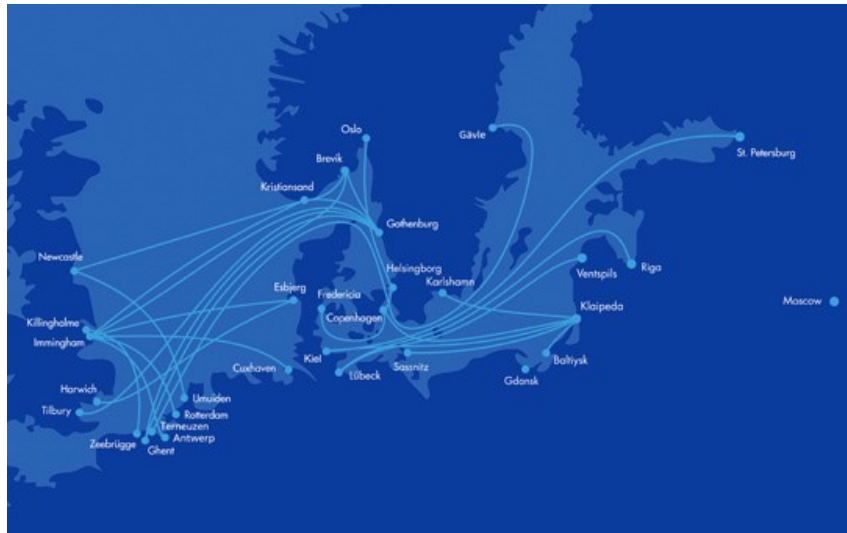 Oslo
Gävle
St. Petersburg
Brevik
Kristiansand
Gothenburg
Newcastle
Helsingborg
Ventspils
Riga
Esbjerg
Fredericia
Karlshamn
Moscow
Copenhagen
Klaipeda
Killingholme
Immingham
Kiel
Sassnitz
Baltiysk
Cuxhaven
Lübeck
Gdansk
Harwich
Umuiden
Tilbury
Rotterdam
Terneuzen
Zeebrügge
Antwerp
Ghent